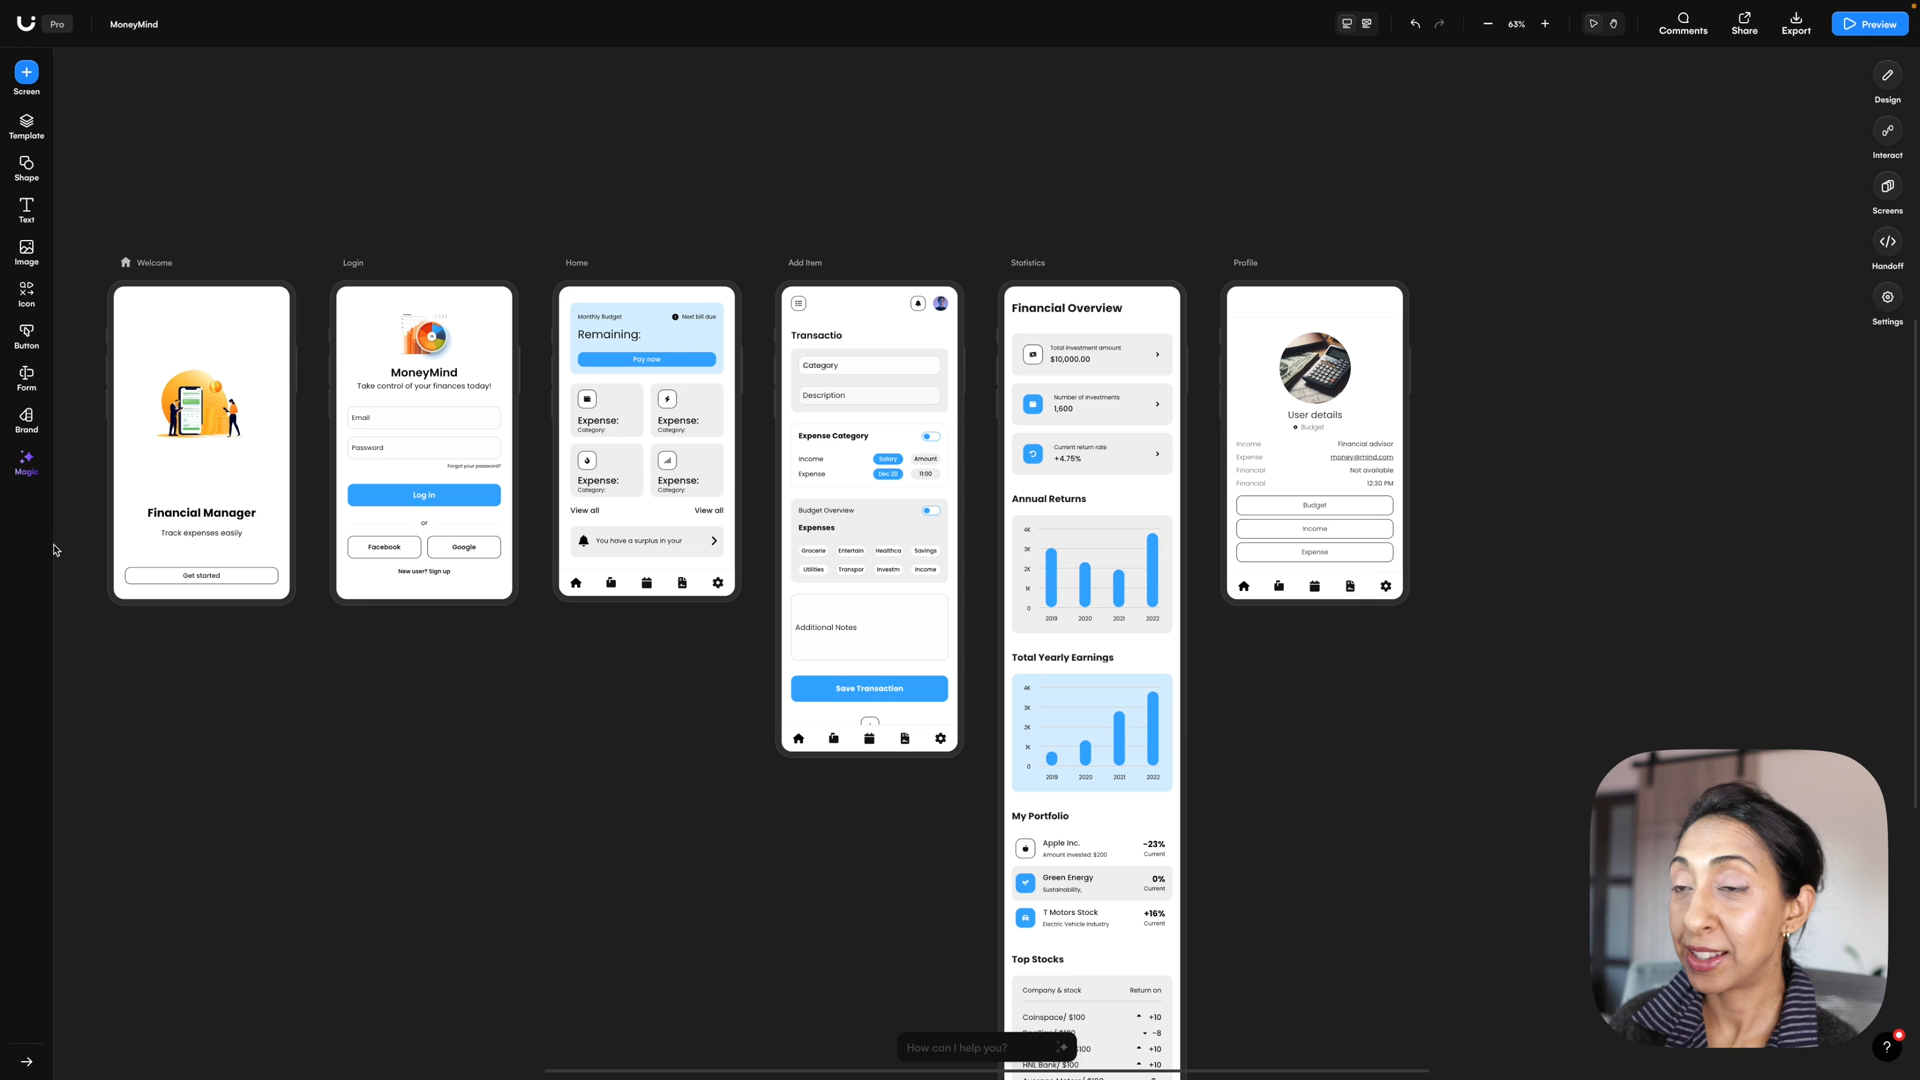 Pro
MoneyMind
63%
Comments
Share
Export
Preview
Screen
Template
Shape
Text
Image
Icon
Button
Form
Brand
Magic
Design
Interact
Screens
Handoff
Settings
Welcome
Financial Manager
Track expenses easily
Get started
Login
MoneyMind
Take control of your finances today!
Email
Password
Forgot your password?
Log in
or
Facebook
Google
New user? Sign up
Home
Monthly Budget
Next bill due
Remaining:
Pay now
Expense:
Category:
Expense:
Category:
Expense:
Category:
Expense:
Category:
View all
View all
You have a surplus in your
Add Item
Transactio
Category
Description
Expense Category
Income
Salary
Amount
Expense
Dec 20
11:00
Budget Overview
Expenses
Grocerie
Entertain
Healthca
Savings
Utilities
Transpor
Investm
Income
Additional Notes
Save Transaction
Statistics
Financial Overview
Total investment amount
$10,000.00
Number of investments
1,600
Current return rate
+4.75%
Annual Returns
4K
3K
2K
1K
0
2019
2020
2021
2022
Total Yearly Earnings
4K
3K
2K
1K
0
2019
2020
2021
2022
My Portfolio
Apple Inc.
Amount invested: $200
-23%
Current
Green Energy
Sustainability,
0%
Current
T Motors Stock
Electric Vehicle Industry
+16%
Current
Top Stocks
Company & stock
Return on
Coinspace/ $100
+10
-8
$100
+10
HNL Bank/ $100
+10
Profile
User details
Budget
Income
Financial advisor
Expense
money@mind.com
Financial
Not available
Financial
12:30 PM
Budget
Income
Expense
How can I help you?
?